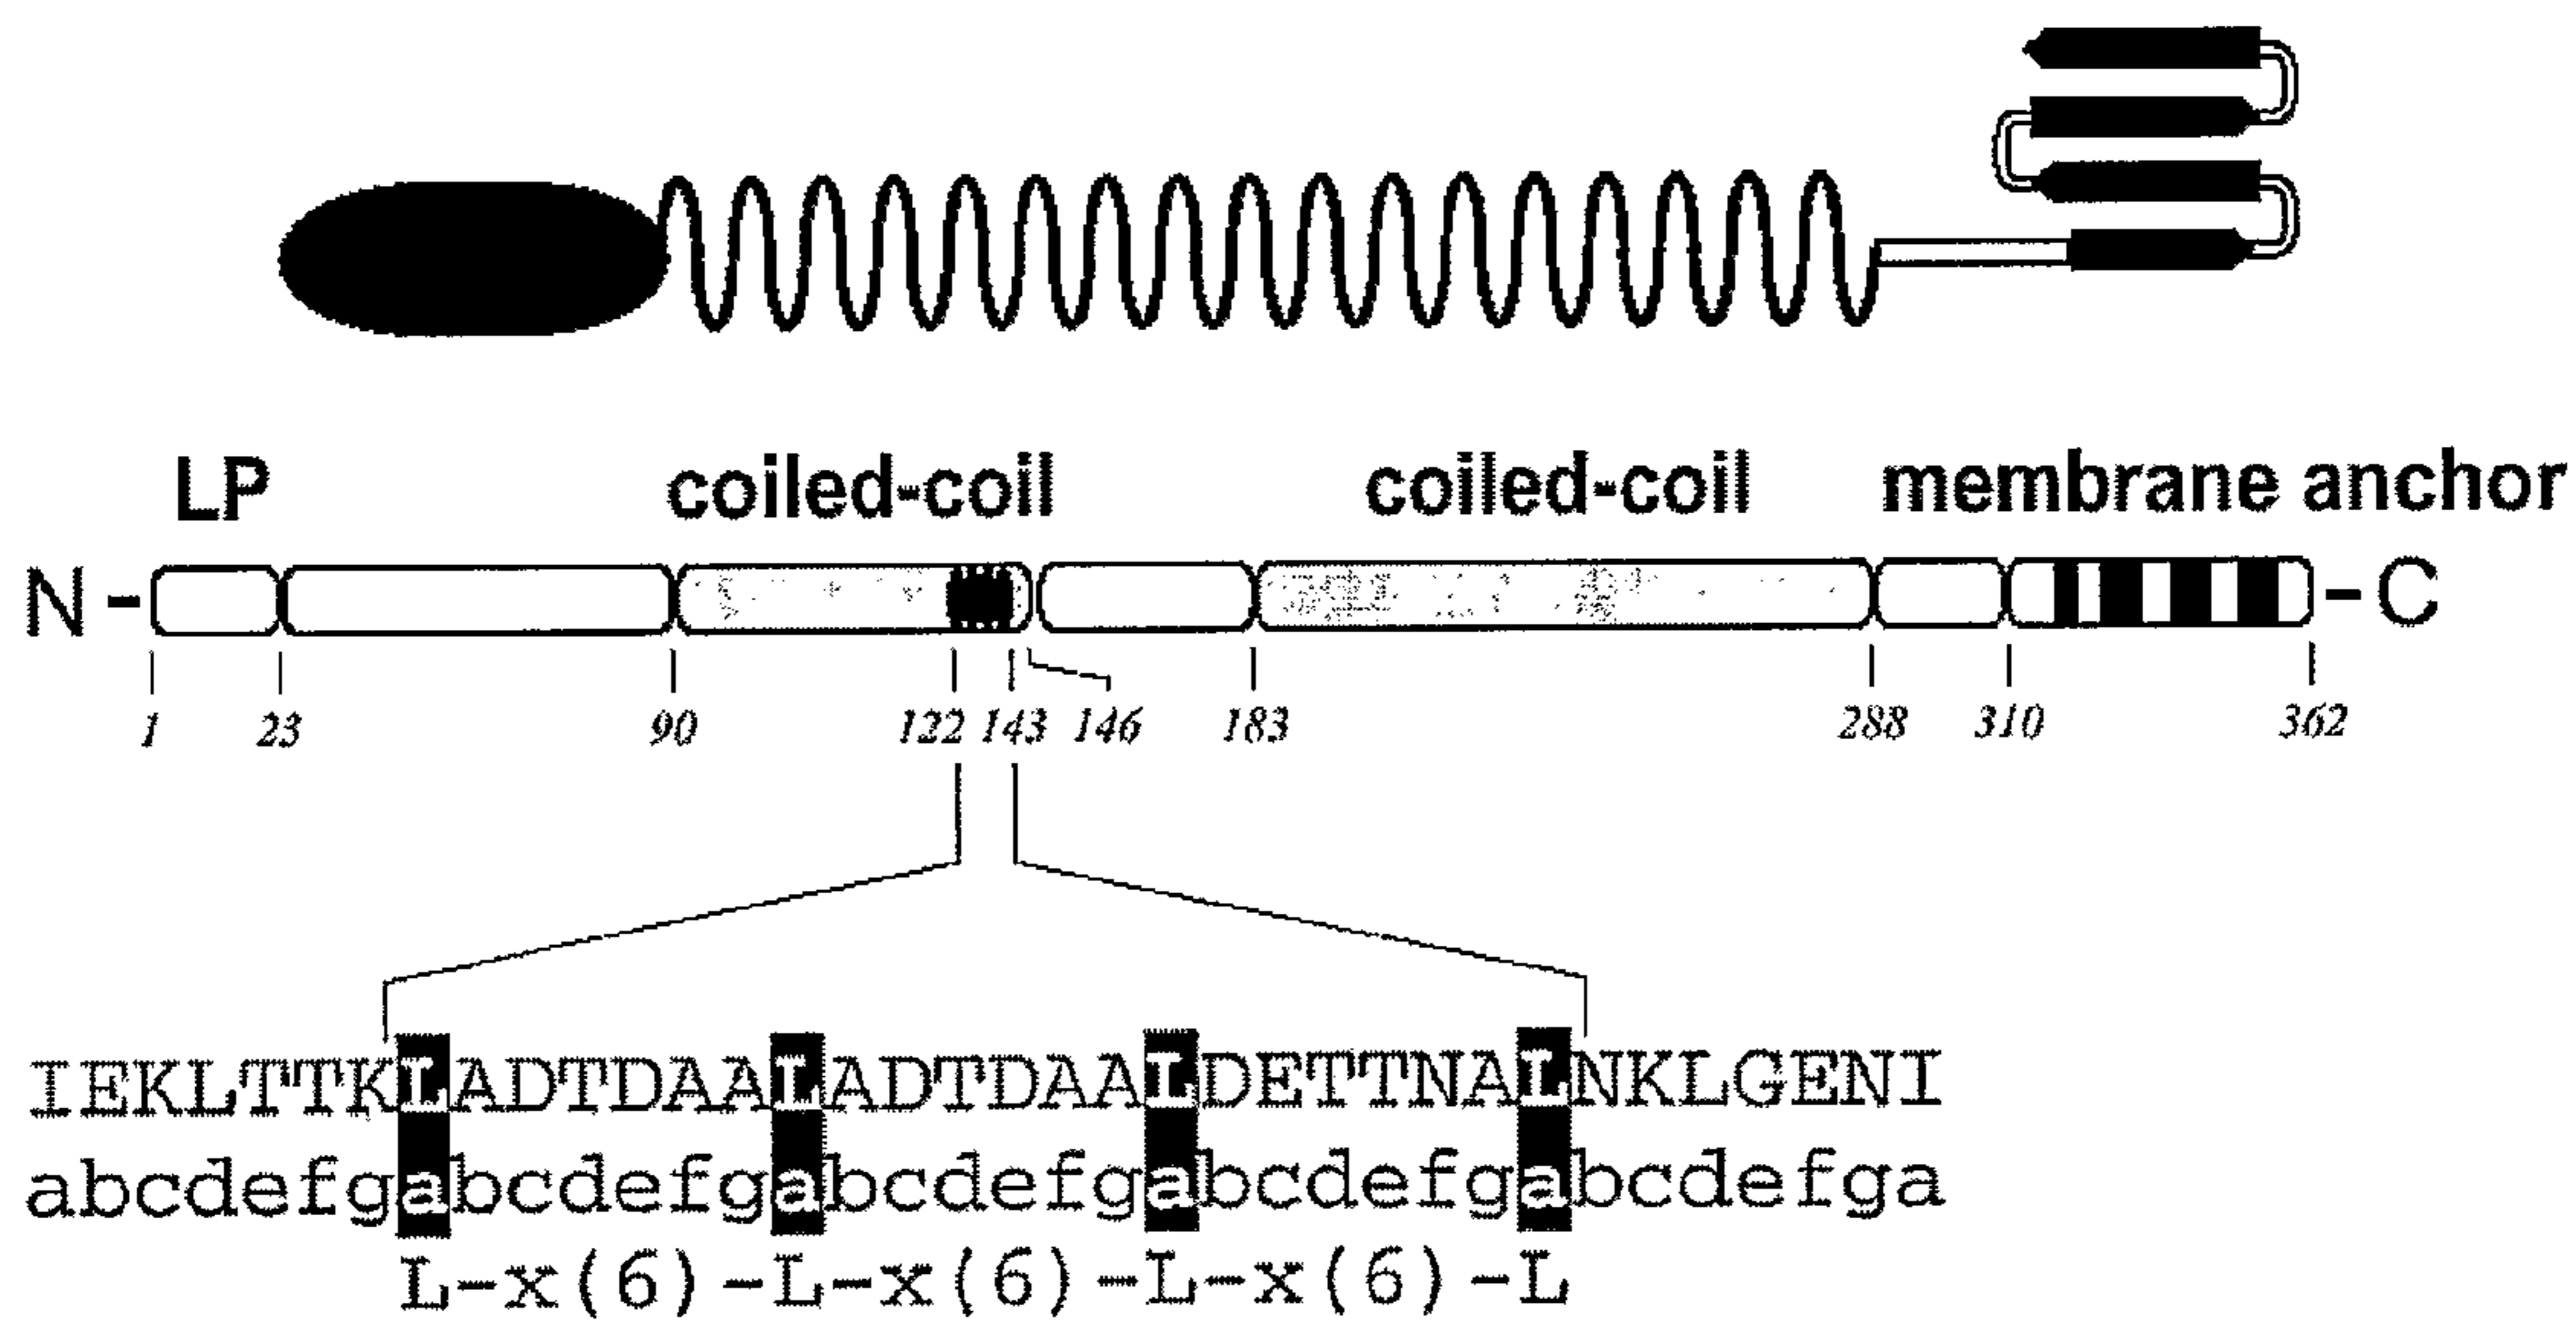 LP coiled-coil coiled-coil membrane anchor
N - - C
1 23 90 122 143 146 183 288 310 362
IEKLTTKLADTDAALADTDAALDETTNALNKLGENI
abcdefgabcdefgabcdefgabcdefgabcdefga
L-x(6)-L-x(6)-L-x(6)-L